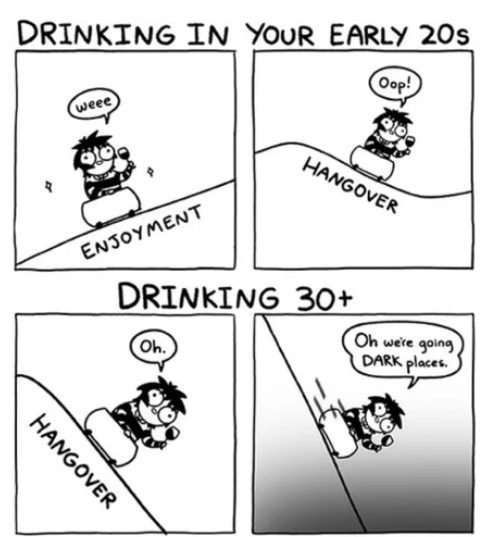 DRINKING IN YOUR EARLY 20s
weee
ENJOYMENT
Oop!
HANGOVER
DRINKING 30+
Oh.
HANGOVER
Oh we're going
DARK places.